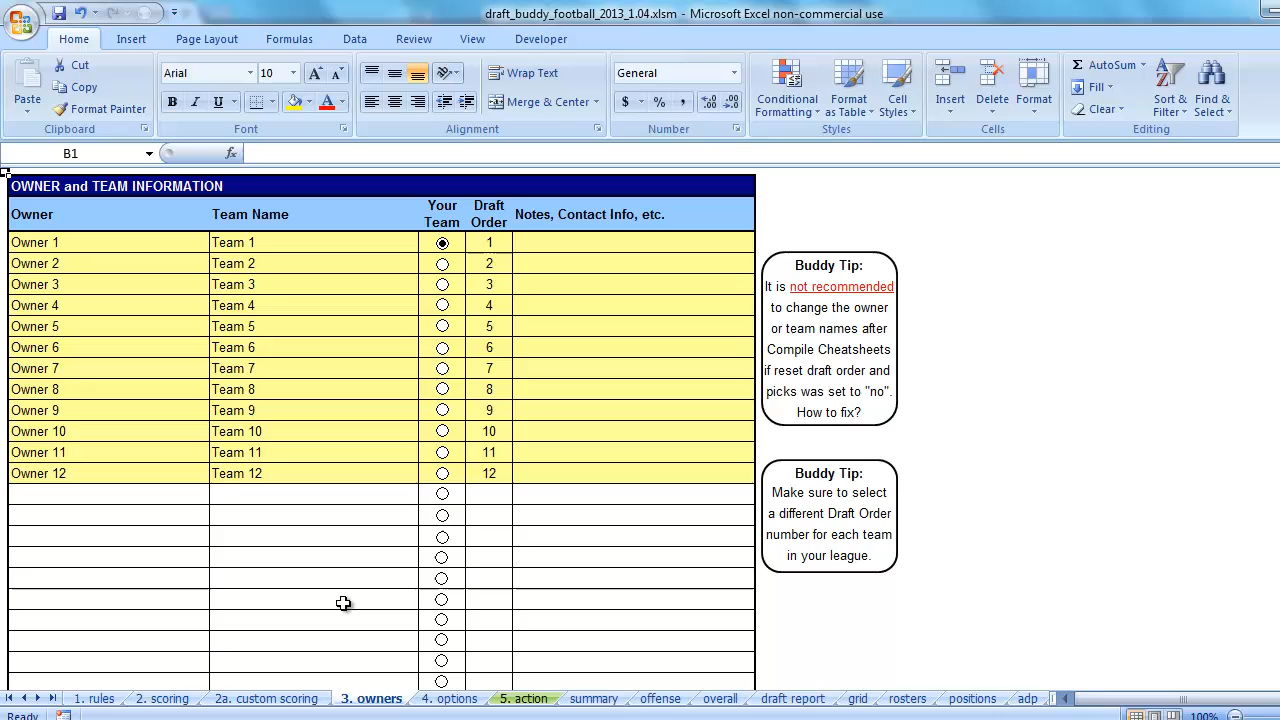 draft_buddy_football_2013_1.04.xlsm - Microsoft Excel non-commercial use
Home Insert Page Layout Formulas Data Review View Developer
Paste
Cut
Copy
Format Painter
Clipboard
Arial 10
B I U
Font
Wrap Text
Merge & Center
Alignment
General
$ % ,
Number
Conditional Formatting
Format as Table
Cell Styles
Styles
Insert Delete Format
Cells
AutoSum
Fill
Clear
Sort & Filter
Find & Select
Editing
B1 fx
OWNER and TEAM INFORMATION
Owner Team Name Your Team Draft Order Notes, Contact Info, etc.
Owner 1 Team 1 1
Owner 2 Team 2 2
Owner 3 Team 3 3
Owner 4 Team 4 4
Owner 5 Team 5 5
Owner 6 Team 6 6
Owner 7 Team 7 7
Owner 8 Team 8 8
Owner 9 Team 9 9
Owner 10 Team 10 10
Owner 11 Team 11 11
Owner 12 Team 12 12
Buddy Tip:
It is not recommended
to change the owner
or team names after
Compile Cheatsheets
if reset draft order and
picks was set to "no".
How to fix?
Buddy Tip:
Make sure to select
a different Draft Order
number for each team
in your league.
1. rules 2. scoring 2a. custom scoring 3. owners 4. options 5. action summary offense overall draft report grid rosters positions adp
Ready 100%